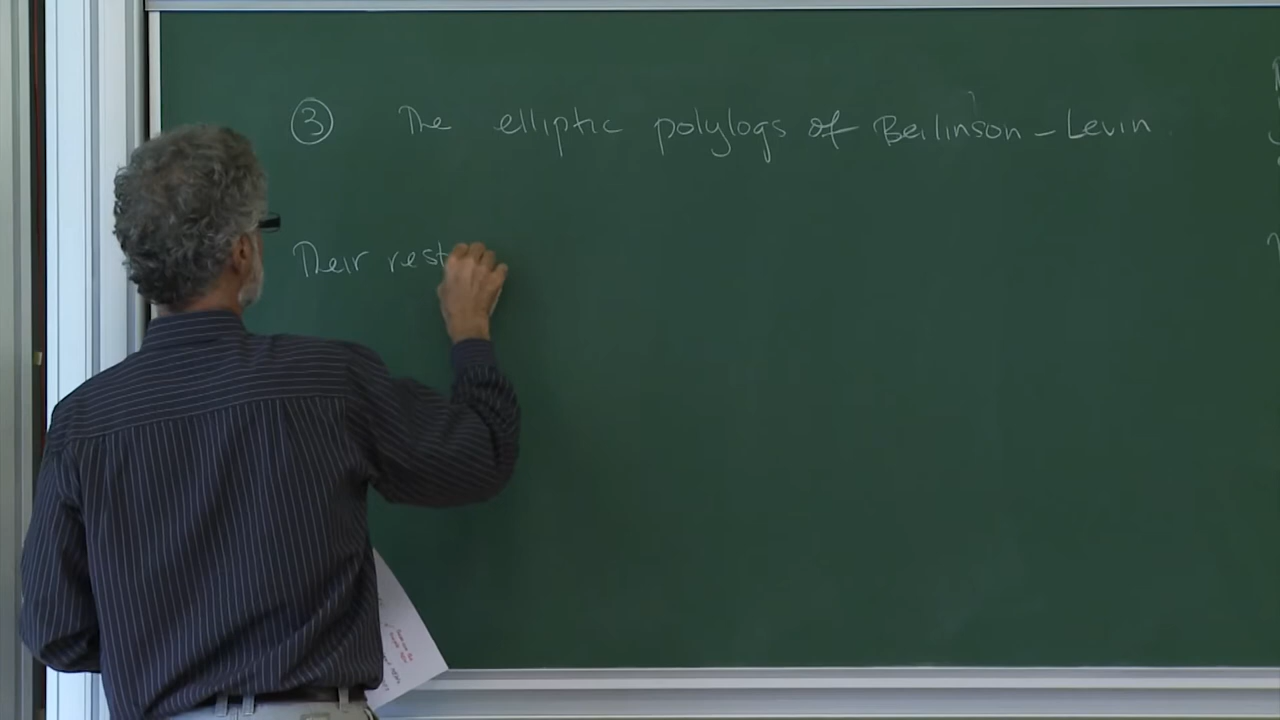 ③ The elliptic polylogs of Beilinson - Levin
Their rest